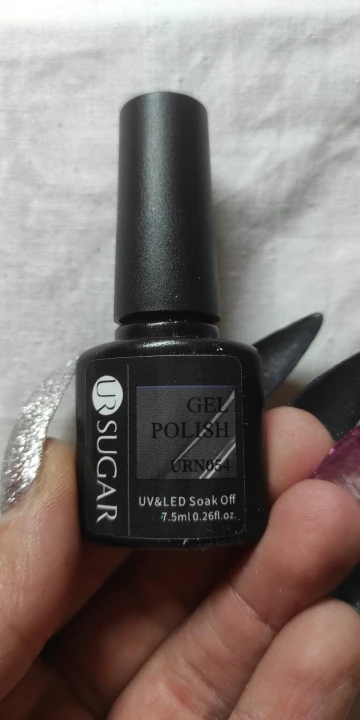 UR SUGAR
GEL
POLISH
URN054
UV&LED Soak Off
7.5ml 0.26fl.oz.